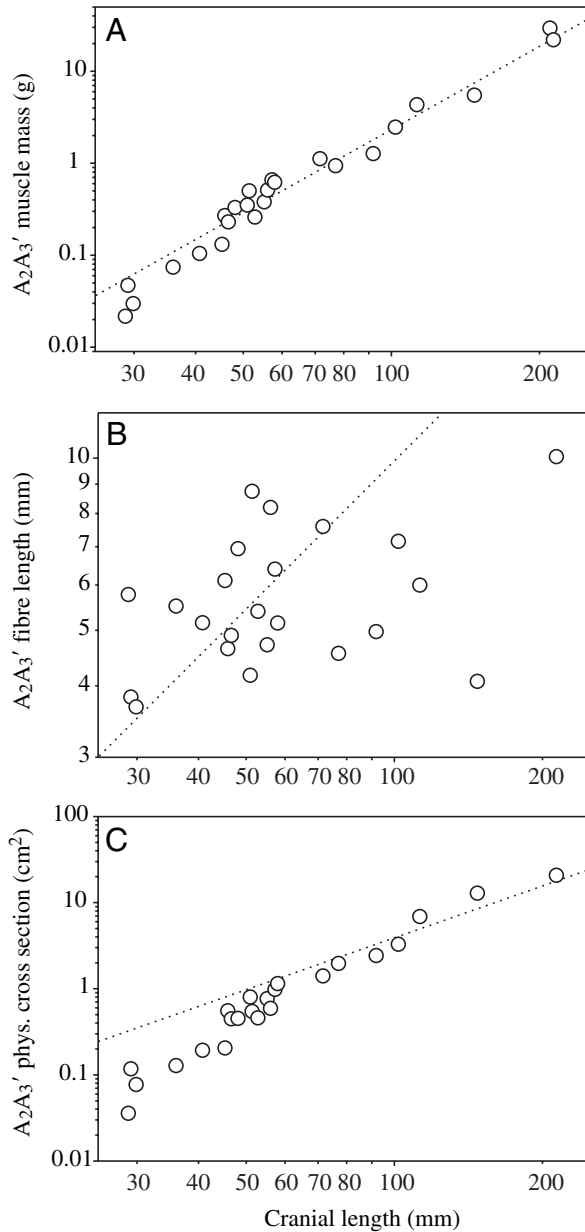 A
A₂A₃′ muscle mass (g)
10
1
0.1
0.01
30 40 50 60 70 80 100 200
B
A₂A₃′ fibre length (mm)
10
9
8
7
6
5
4
3
30 40 50 60 70 80 100 200
C
A₂A₃′ phys. cross section (cm²)
100
10
1
0.1
0.01
30 40 50 60 70 80 100 200
Cranial length (mm)